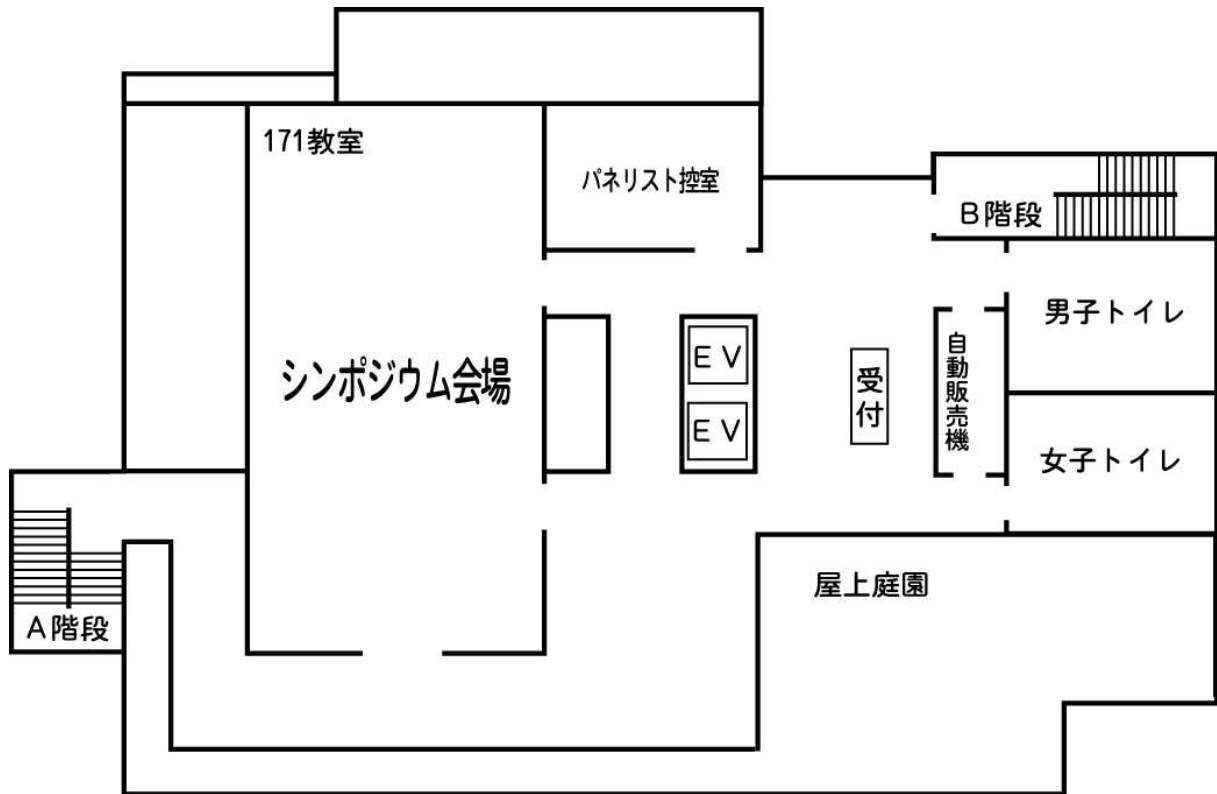 171教室
パネリスト控室
B階段
男子トイレ
シンポジウム会場
EV
EV
受付
自動販売機
女子トイレ
屋上庭園
A階段